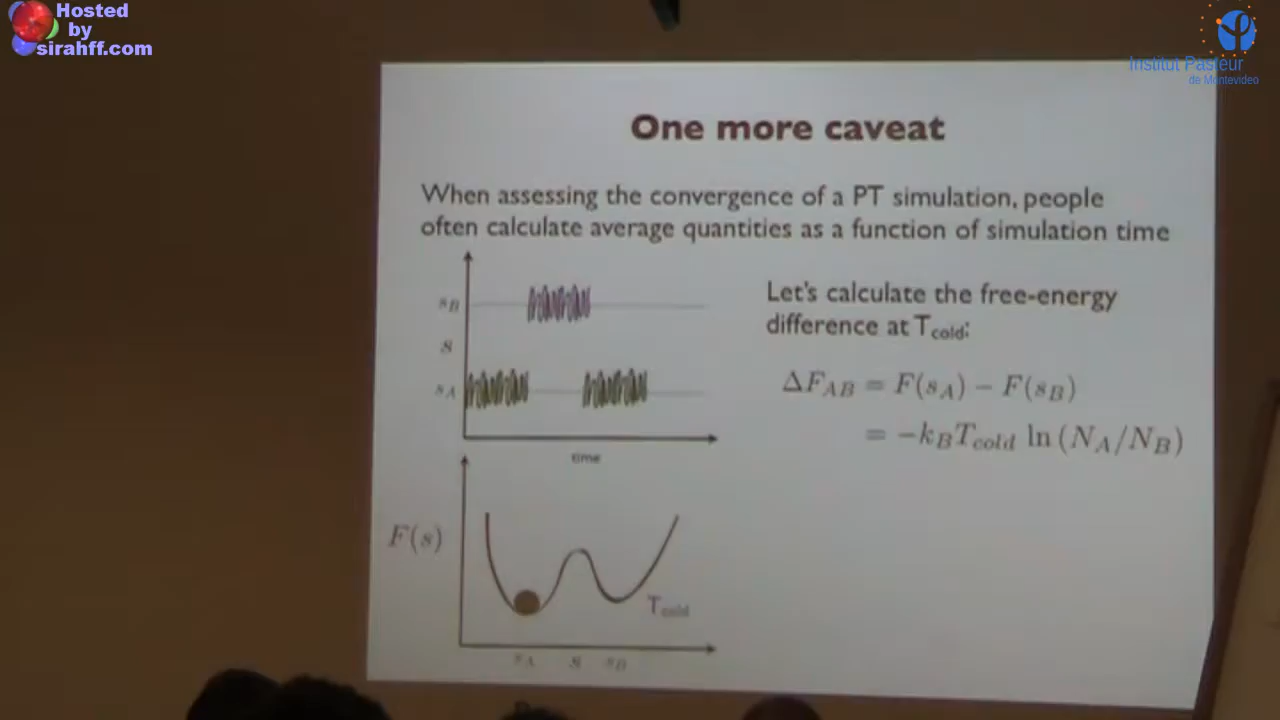 Hosted
by
sirahff.com
Institut Pasteur
de Montevideo
One more caveat
When assessing the convergence of a PT simulation, people
often calculate average quantities as a function of simulation time
s_B
s
s_A
time
Let's calculate the free-energy
difference at T_cold:
ΔF_AB = F(s_A) − F(s_B)
= −k_B T_cold ln (N_A/N_B)
F(s)
T_cold
s_A s s_B